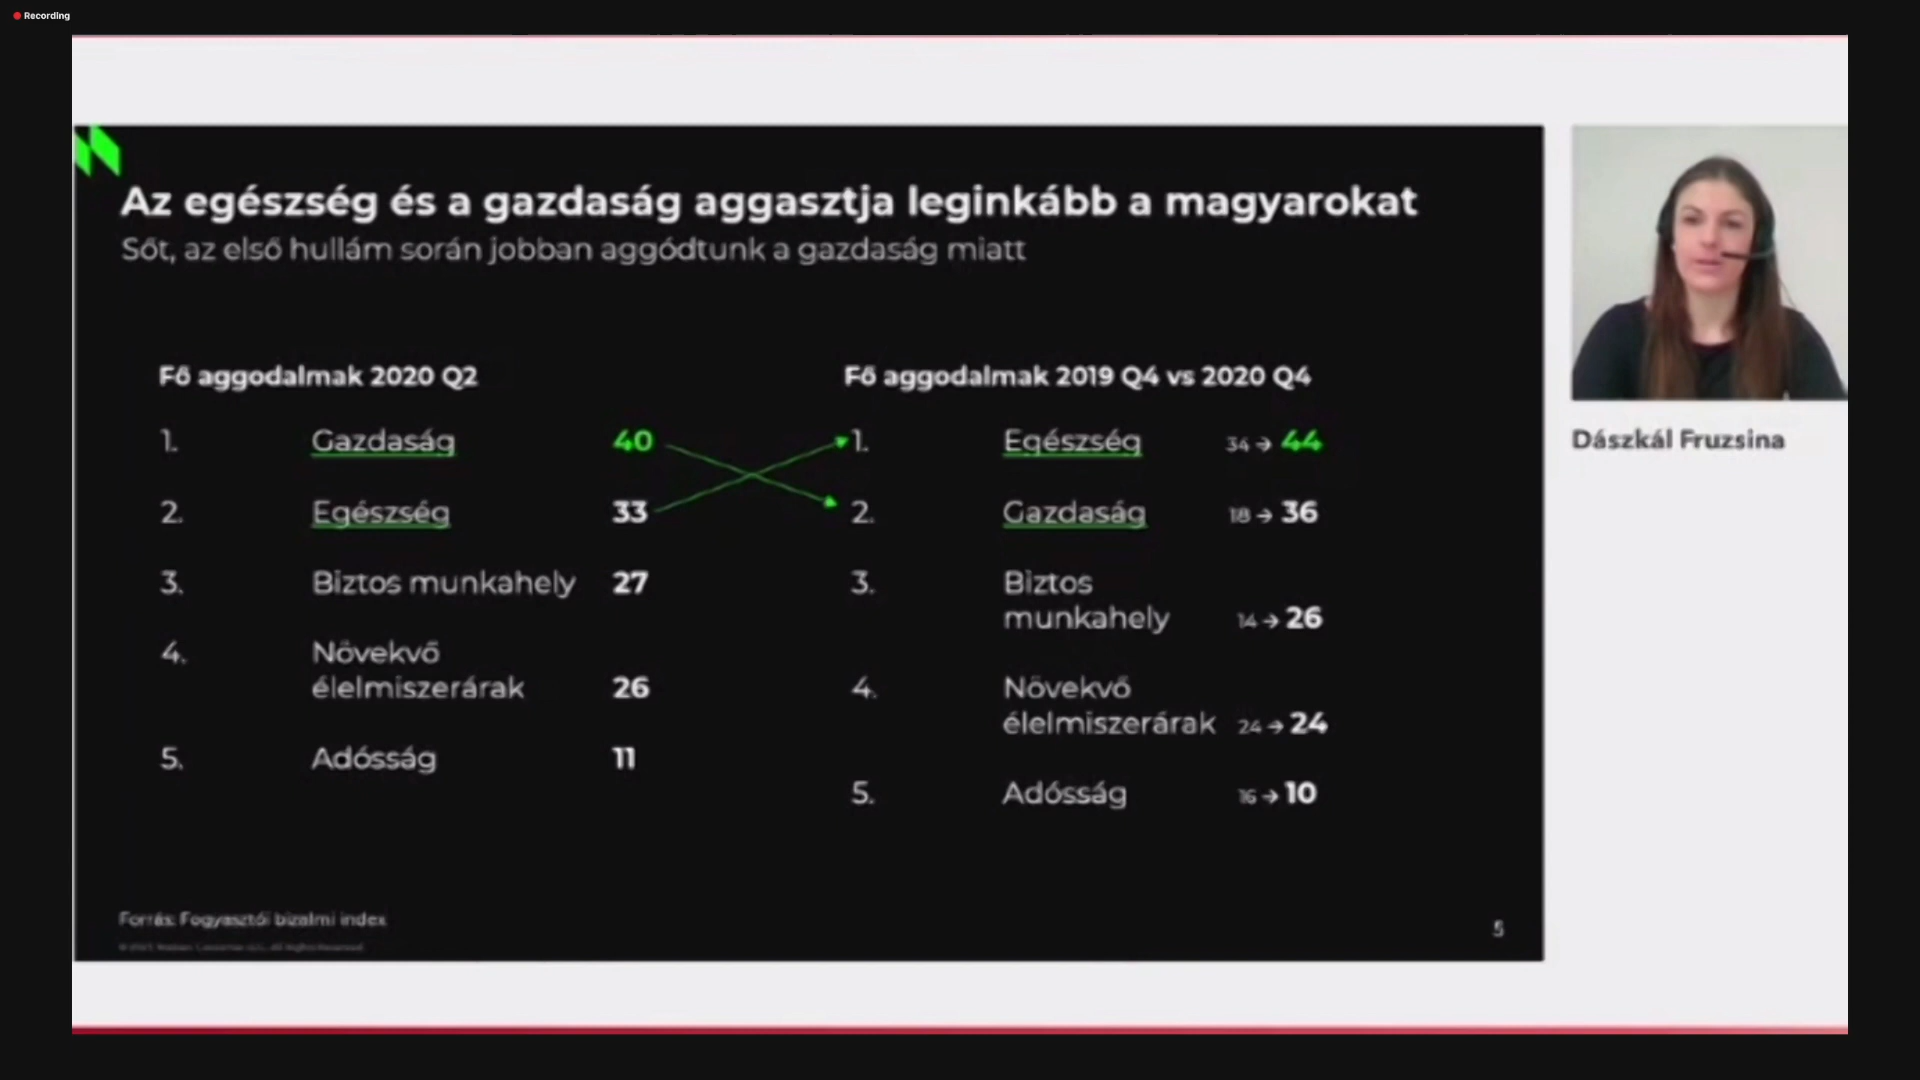 Recording
Az egészség és a gazdaság aggasztja leginkább a magyarokat
Sőt, az első hullám során jobban aggódtunk a gazdaság miatt
Fő aggodalmak 2020 Q2
1. Gazdaság 40
2. Egészség 33
3. Biztos munkahely 27
4. Növekvő
élelmiszerárak 26
5. Adósság 11
Fő aggodalmak 2019 Q4 vs 2020 Q4
1. Egészség 34 → 44
2. Gazdaság 18 → 36
3. Biztos
munkahely 14 → 26
4. Növekvő
élelmiszerárak 24 → 24
5. Adósság 16 → 10
Forrás: Fogyasztói bizalmi index
5
Dászkál Fruzsina